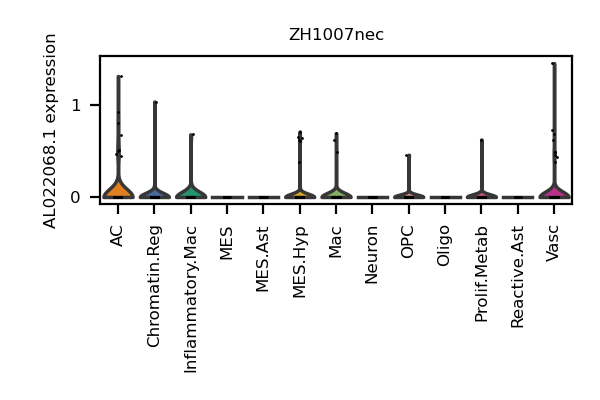 ZH1007nec
AL022068.1 expression
1
0
AC
Chromatin.Reg
Inflammatory.Mac
MES
MES.Ast
MES.Hyp
Mac
Neuron
OPC
Oligo
Prolif.Metab
Reactive.Ast
Vasc